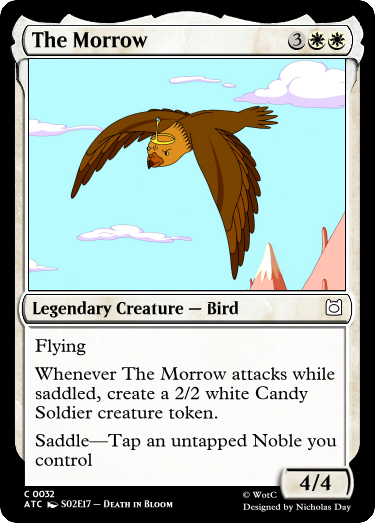 The Morrow 3
Legendary Creature — Bird
Flying
Whenever The Morrow attacks while
saddled, create a 2/2 white Candy
Soldier creature token.
Saddle—Tap an untapped Noble you
control
4/4
C 0032
ATC S02E17 – Death in Bloom
© WotC
Designed by Nicholas Day